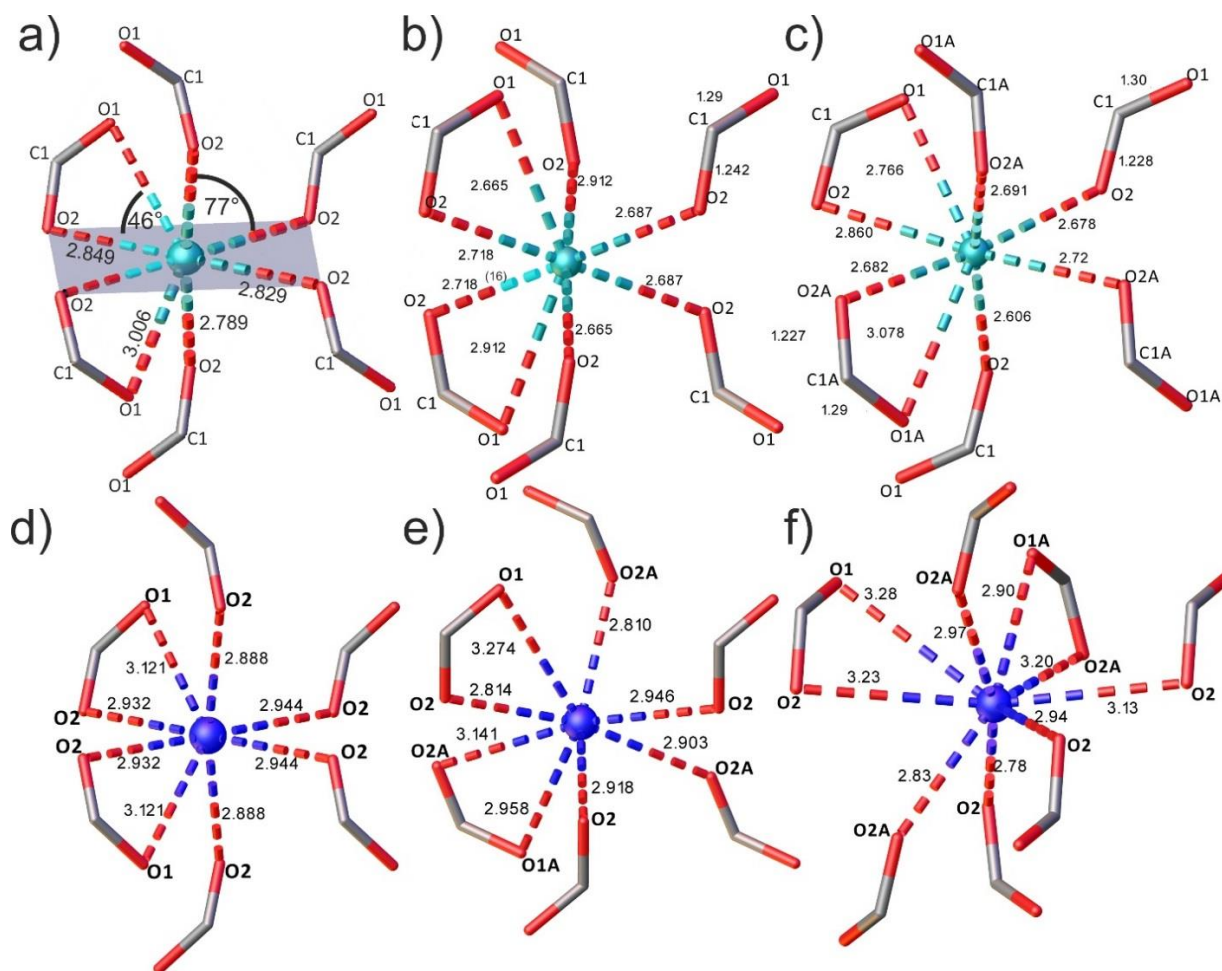 a)
O1
C1
O1
O1
C1
C1
O2
O2
O2
46°
77°
2.849
2.829
O2
O2
3.006
2.789
C1
O2
C1
O1
O1
C1
O1
b)
O1
C1
O1
1.29
O1
C1
C1
O2
1.242
2.665
2.912
O2
O2
2.687
2.718
2.718 (16)
2.687
O2
O2
2.665
2.912
O2
C1
C1
O1
O1
C1
O1
c)
O1A
C1A
1.30
O1
O1
C1
C1
O2A
1.228
2.766
2.691
O2
O2
2.678
2.860
2.682
2.72
O2A
O2A
2.606
1.227
3.078
O2
C1A
C1A
1.29
O1A
O1A
C1
O1
d)
O1
O2
3.121
2.888
O2
2.932
2.944
O2
O2
2.932
2.944
O2
3.121
2.888
O1
O2
e)
O1
O2A
2.810
3.274
O2
2.814
2.946
O2
3.141
2.903
O2A
O2A
2.958
2.918
O2
O1A
f)
O1
O1A
O2A
3.28
2.90
2.97
O2A
3.20
O2
3.23
3.13
O2
2.94
O2
2.83
2.78
O2A
O2